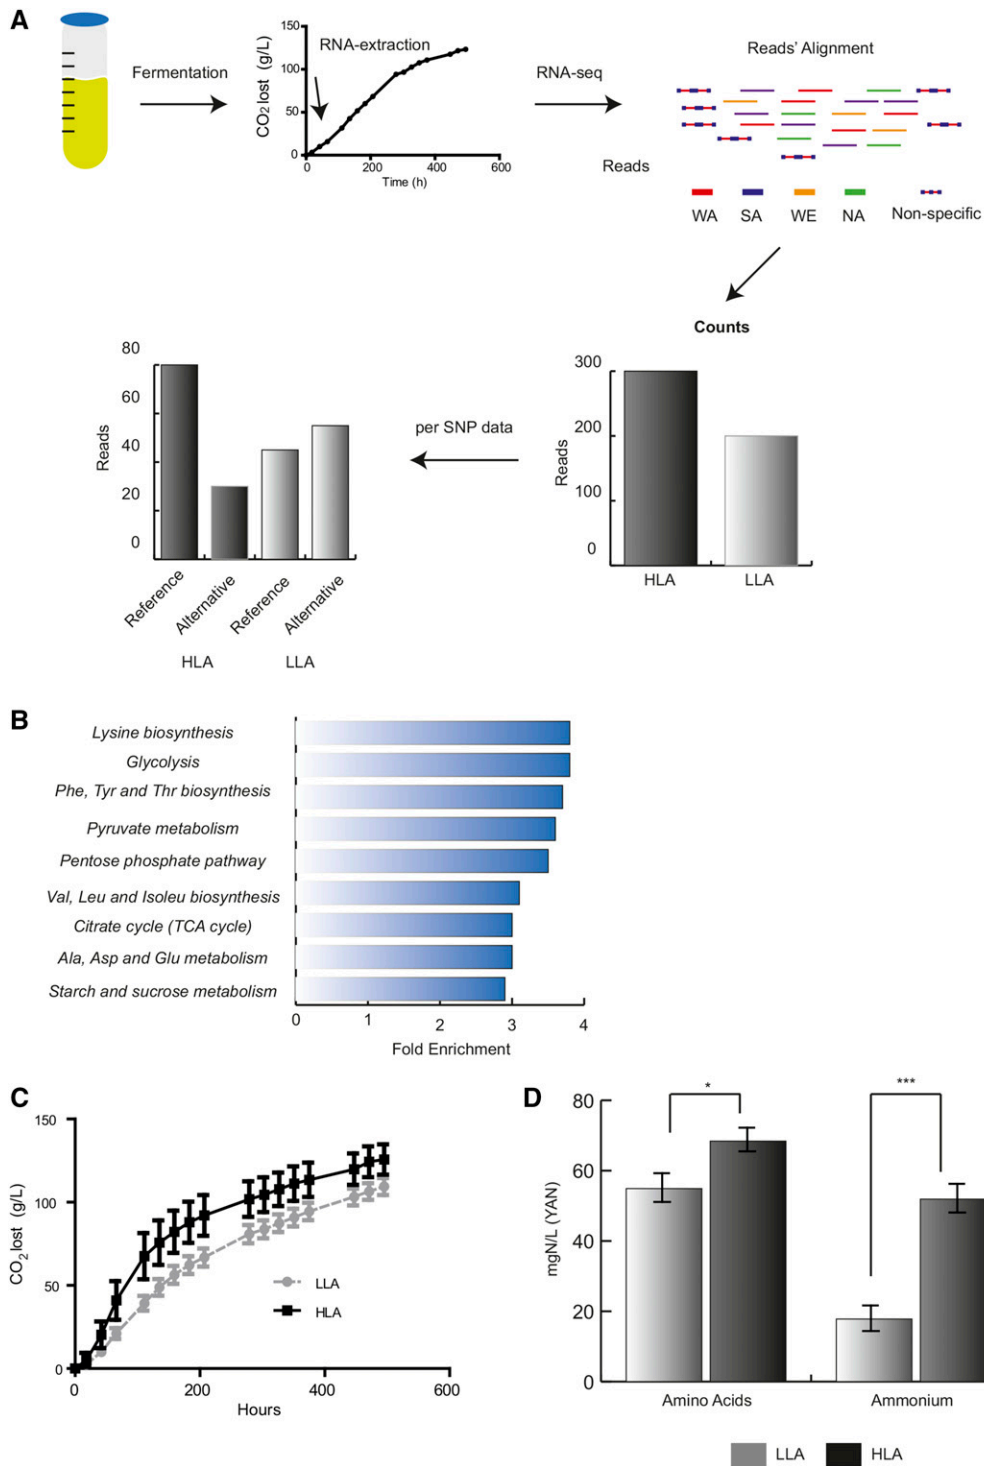 A
Fermentation
CO2 lost (g/L)
150
100
50
0
RNA-extraction
0 200 400 600
Time (h)
RNA-seq
Reads' Alignment
Reads
WA SA WE NA Non-specific
Counts
Reads
300
200
100
0
HLA LLA
per SNP data
Reads
80
60
40
20
0
Reference Alternative Reference Alternative
HLA LLA
B
Lysine biosynthesis
Glycolysis
Phe, Tyr and Thr biosynthesis
Pyruvate metabolism
Pentose phosphate pathway
Val, Leu and Isoleu biosynthesis
Citrate cycle (TCA cycle)
Ala, Asp and Glu metabolism
Starch and sucrose metabolism
0 1 2 3 4
Fold Enrichment
C
CO2 lost (g/L)
150
100
50
0
LLA
HLA
0 200 400 600
Hours
D
mgN/L (YAN)
80
60
40
20
0
*
***
Amino Acids Ammonium
LLA HLA